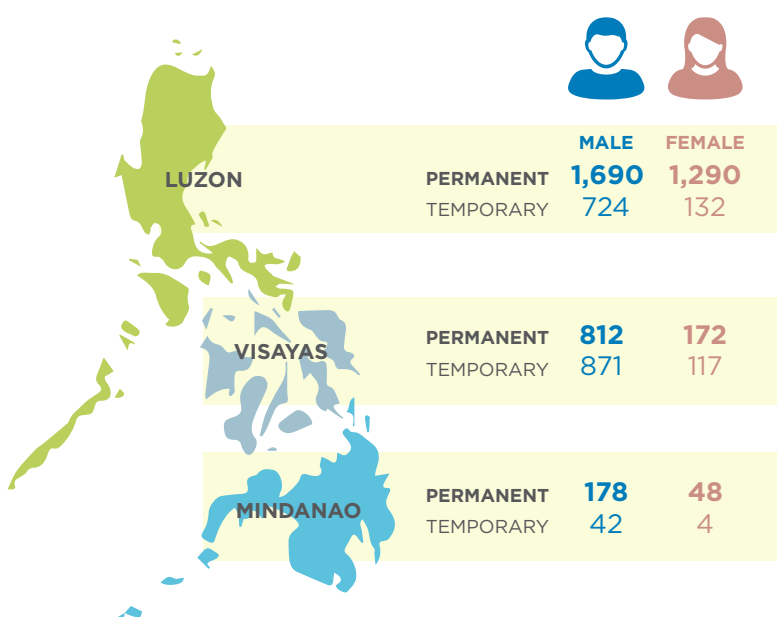 MALE FEMALE
LUZON PERMANENT 1,690 1,290
TEMPORARY 724 132
PERMANENT 812 172
VISAYAS
TEMPORARY 871 117
PERMANENT 178 48
MINDANAO
TEMPORARY 42 4